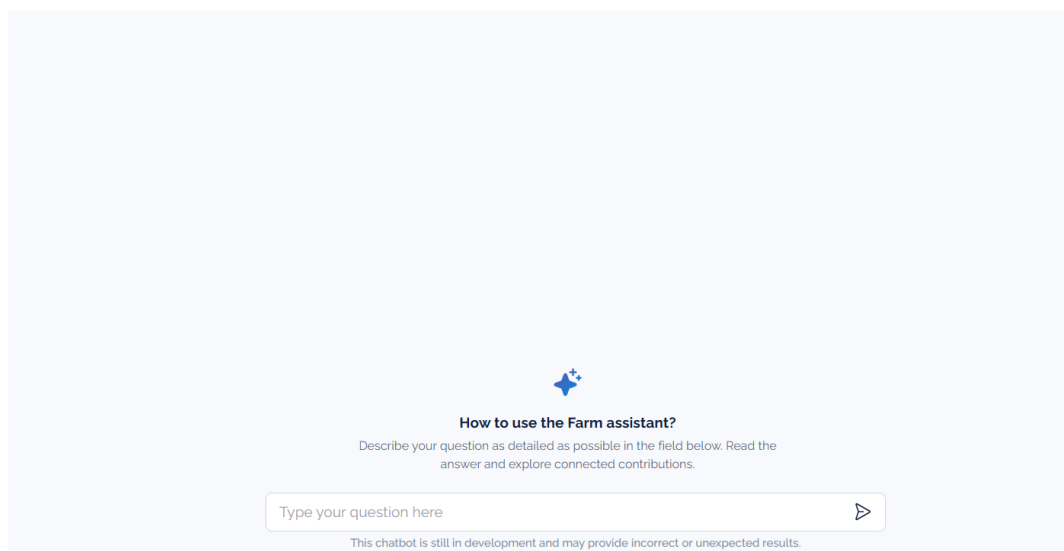 How to use the Farm assistant?
Describe your question as detailed as possible in the field below. Read the
answer and explore connected contributions.
Type your question here
This chatbot is still in development and may provide incorrect or unexpected results.